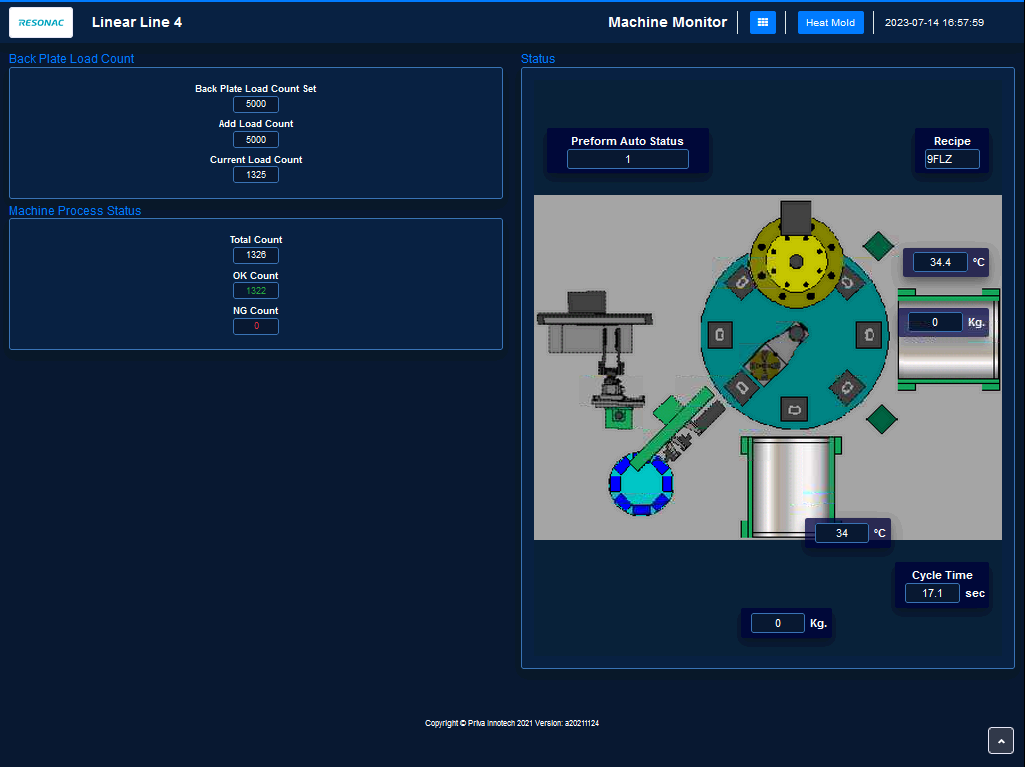 RESONAC
Linear Line 4
Machine Monitor
Heat Mold
2023-07-14 16:57:59
Back Plate Load Count
Back Plate Load Count Set
5000
Add Load Count
5000
Current Load Count
1325
Machine Process Status
Total Count
1326
OK Count
1322
NG Count
0
Status
Preform Auto Status
1
Recipe
9FLZ
34.4 °C
0 Kg.
34 °C
Cycle Time
17.1 sec
0 Kg.
Copyright © Priva Innotech 2021 Version: a20211124